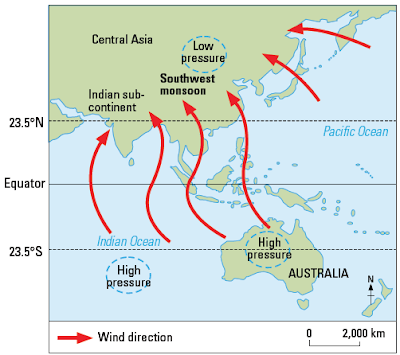 Central Asia
Low
pressure
Indian sub-
continent
Southwest
monsoon
23.5°N
Pacific Ocean
Equator
Indian Ocean
23.5°S
High
pressure
High
pressure
AUSTRALIA
N
Wind direction
0 2,000 km